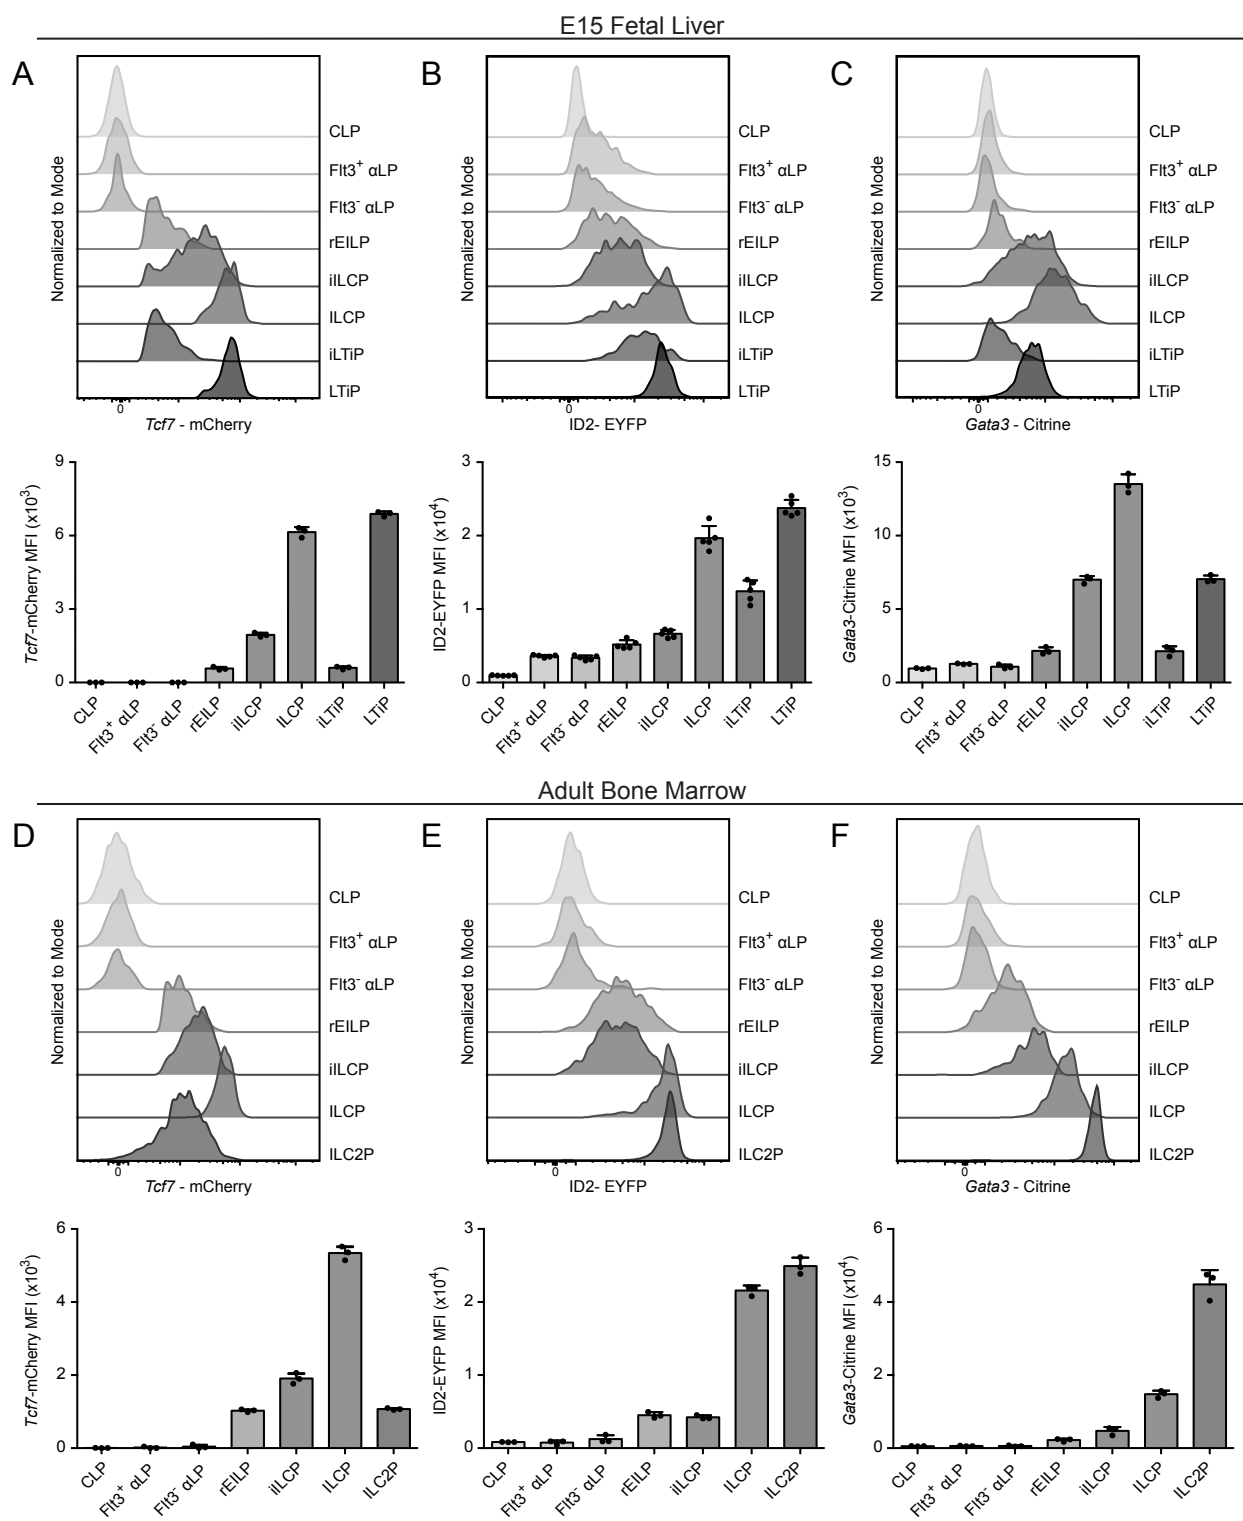 E15 Fetal Liver
A
B
C
Normalized to Mode
CLP
Flt3+ αLP
Flt3- αLP
rEILP
iILCP
ILCP
iLTiP
LTiP
0
Tcf7 - mCherry
Normalized to Mode
CLP
Flt3+ αLP
Flt3- αLP
rEILP
iILCP
ILCP
iLTiP
LTiP
0
ID2- EYFP
Normalized to Mode
CLP
Flt3+ αLP
Flt3- αLP
rEILP
iILCP
ILCP
iLTiP
LTiP
0
Gata3 - Citrine
Tcf7-mCherry MFI (x103)
9
6
3
0
CLP
Flt3+ αLP
Flt3- αLP
rEILP
iILCP
ILCP
iLTiP
LTiP
ID2-EYFP MFI (x104)
3
2
1
0
CLP
Flt3+ αLP
Flt3- αLP
rEILP
iILCP
ILCP
iLTiP
LTiP
Gata3-Citrine MFI (x103)
15
10
5
0
CLP
Flt3+ αLP
Flt3- αLP
rEILP
iILCP
ILCP
iLTiP
LTiP
Adult Bone Marrow
D
E
F
Normalized to Mode
CLP
Flt3+ αLP
Flt3- αLP
rEILP
iILCP
ILCP
ILC2P
0
Tcf7 - mCherry
Normalized to Mode
CLP
Flt3+ αLP
Flt3- αLP
rEILP
iILCP
ILCP
ILC2P
0
ID2- EYFP
Normalized to Mode
CLP
Flt3+ αLP
Flt3- αLP
rEILP
iILCP
ILCP
ILC2P
0
Gata3 - Citrine
Tcf7-mCherry MFI (x103)
6
4
2
0
CLP
Flt3+ αLP
Flt3- αLP
rEILP
iILCP
ILCP
ILC2P
ID2-EYFP MFI (x104)
3
2
1
0
CLP
Flt3+ αLP
Flt3- αLP
rEILP
iILCP
ILCP
ILC2P
Gata3-Citrine MFI (x104)
6
4
2
0
CLP
Flt3+ αLP
Flt3- αLP
rEILP
iILCP
ILCP
ILC2P